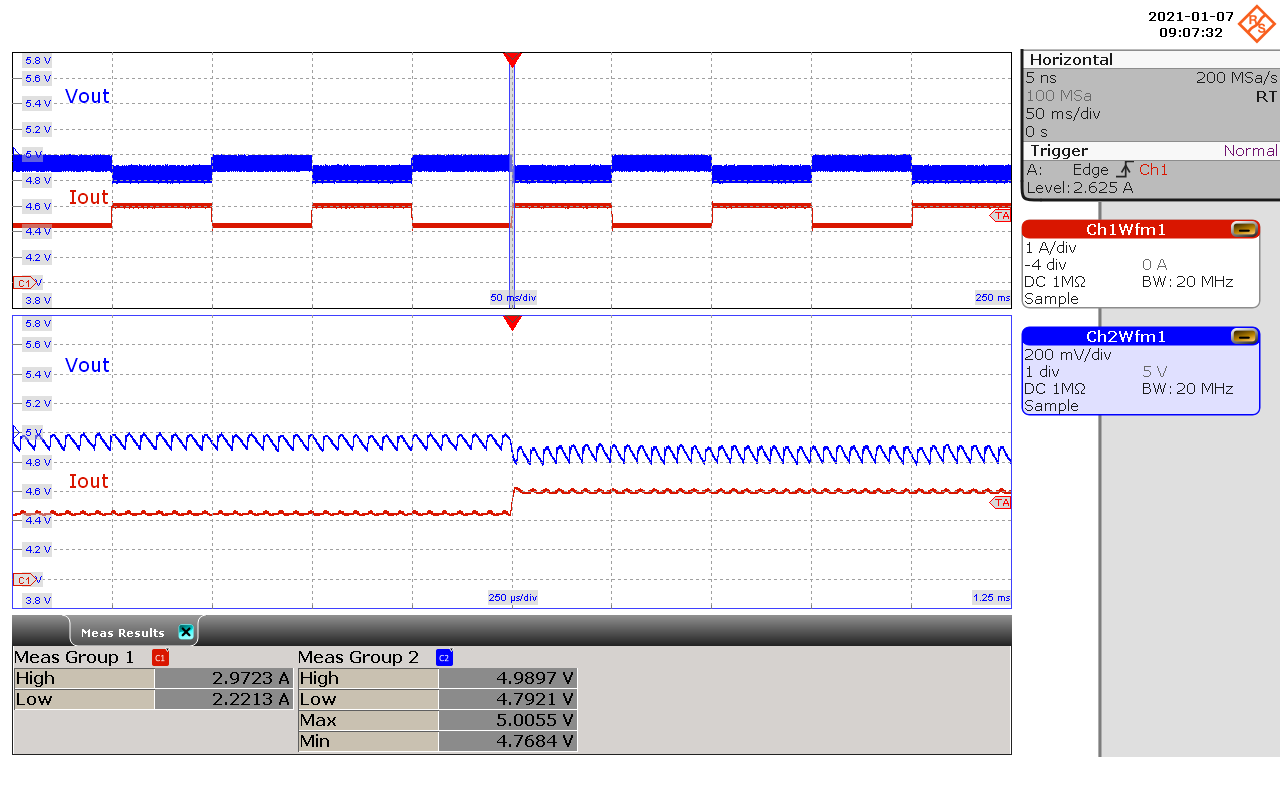 2021-01-07
09:07:32
R/S
5.8 V
5.6 V
5.4 V
Vout
5.2 V
5 V
4.8 V
4.6 V
Iout
4.4 V
4.2 V
C1 V
3.8 V
50 ms/div
250 ms
TA
5.8 V
5.6 V
5.4 V
Vout
5.2 V
5 V
4.8 V
4.6 V
Iout
4.4 V
4.2 V
C1 V
3.8 V
250 µs/div
1.25 ms
TA
Horizontal
5 ns 200 MSa/s
100 MSa RT
50 ms/div
0 s
Trigger Normal
A: Edge Ch1
Level: 2.625 A
Ch1Wfm1
1 A/div
-4 div 0 A
DC 1MΩ BW: 20 MHz
Sample
Ch2Wfm1
200 mV/div
1 div 5 V
DC 1MΩ BW: 20 MHz
Sample
Meas Results
Meas Group 1 C1
High 2.9723 A
Low 2.2213 A
Meas Group 2 C2
High 4.9897 V
Low 4.7921 V
Max 5.0055 V
Min 4.7684 V